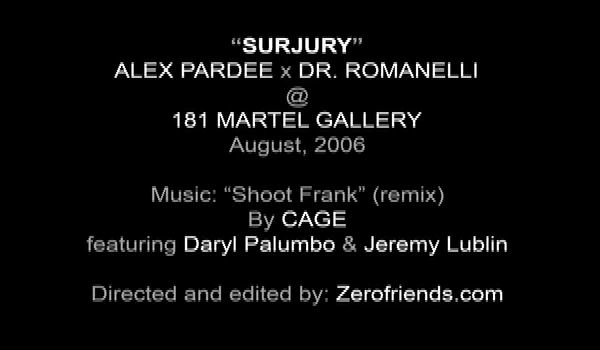 “SURJURY”
ALEX PARDEE x DR. ROMANELLI
@
181 MARTEL GALLERY
August, 2006
Music: “Shoot Frank” (remix)
By CAGE
featuring Daryl Palumbo & Jeremy Lublin
Directed and edited by: Zerofriends.com